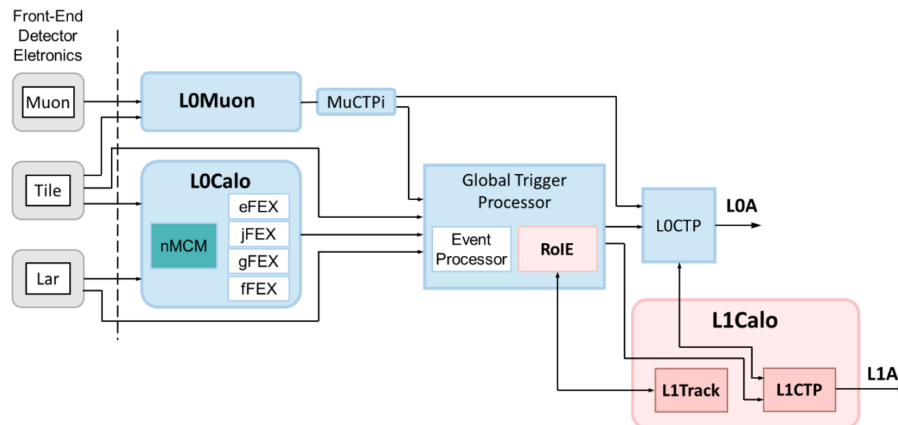 Front-End
Detector
Eletronics
Muon
Tile
Lar
L0Muon
MuCTPi
L0Calo
nMCM
eFEX
jFEX
gFEX
fFEX
Global Trigger
Processor
Event
Processor
RoIE
L0CTP
L0A
L1Calo
L1Track
L1CTP
L1A